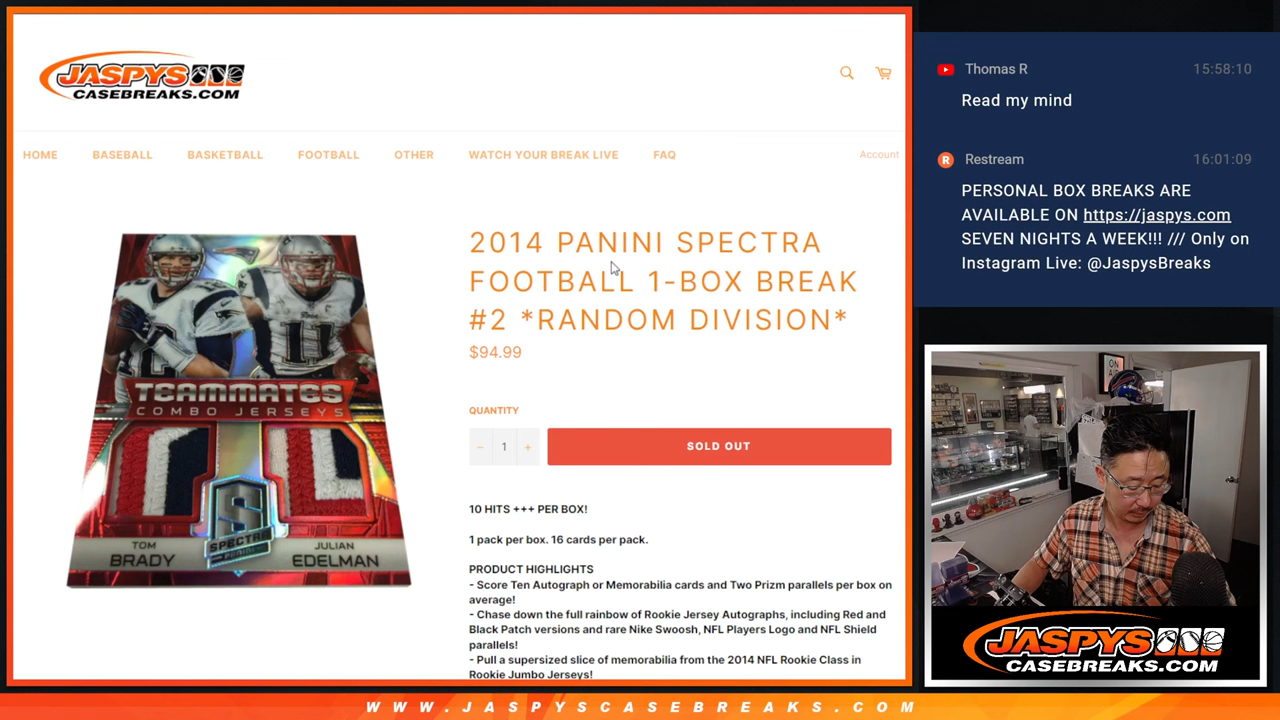 JASPYS
CASEBREAKS.COM
HOME BASEBALL BASKETBALL FOOTBALL OTHER WATCH YOUR BREAK LIVE FAQ Account
TEAMMATES
COMBO JERSEYS
11
S
SPECTRA
PANINI
TOM
BRADY
JULIAN
EDELMAN
2014 PANINI SPECTRA
FOOTBALL 1-BOX BREAK
#2 *RANDOM DIVISION*
$94.99
QUANTITY
− 1 +
SOLD OUT
10 HITS +++ PER BOX!
1 pack per box. 16 cards per pack.
PRODUCT HIGHLIGHTS
- Score Ten Autograph or Memorabilia cards and Two Prizm parallels per box on
average!
- Chase down the full rainbow of Rookie Jersey Autographs, including Red and
Black Patch versions and rare Nike Swoosh, NFL Players Logo and NFL Shield
parallels!
- Pull a supersized slice of memorabilia from the 2014 NFL Rookie Class in
Rookie Jumbo Jerseys!
Thomas R 15:58:10
Read my mind
R Restream 16:01:09
PERSONAL BOX BREAKS ARE
AVAILABLE ON https://jaspys.com
SEVEN NIGHTS A WEEK!!! /// Only on
Instagram Live: @JaspysBreaks
ON
AIR
JASPYS
CASEBREAKS.COM
WWW.JASPYSCASEBREAKS.COM